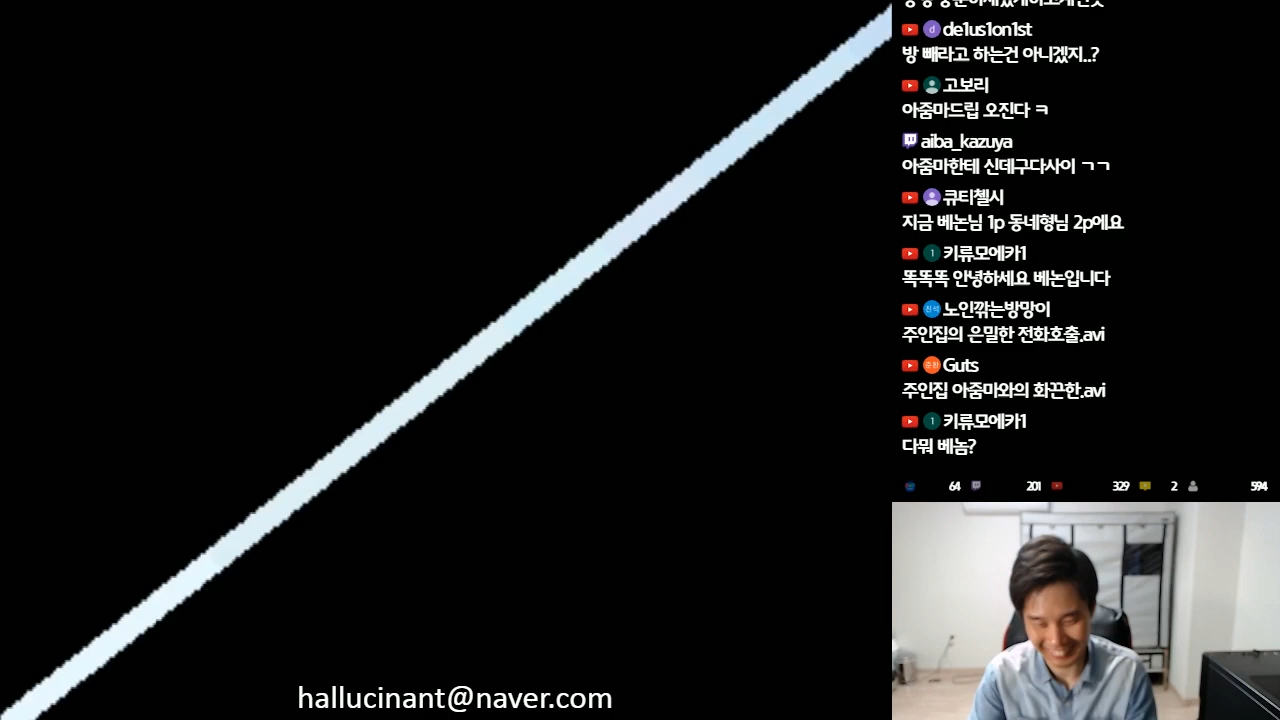 de1us1on1st
방 빼라고 하는건 아니겠지..?
고보리
아줌마드립 오진다 ㅋ
aiba_kazuya
아줌마한테 신데구다사이 ㄱㄱ
큐티첼시
지금 베논님 1p 동네형님 2p에요
1 키류모에카1
똑똑똑 안녕하세요 베논입니다
노인깎는방망이
주인집의 은밀한 전화호출.avi
Guts
주인집 아줌마와의 화끈한.avi
1 키류모에카1
다뭐 베놈?
64 201 329 2 594
hallucinant@naver.com